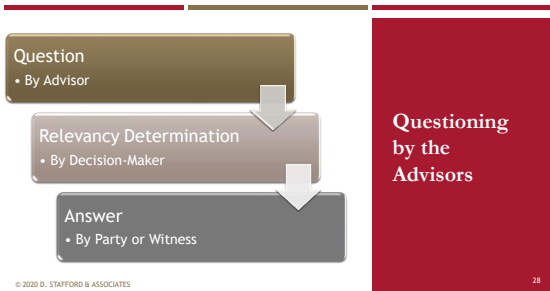 Question
• By Advisor
Relevancy Determination
• By Decision-Maker
Answer
• By Party or Witness
Questioning
by the
Advisors
© 2020 D. STAFFORD & ASSOCIATES
28